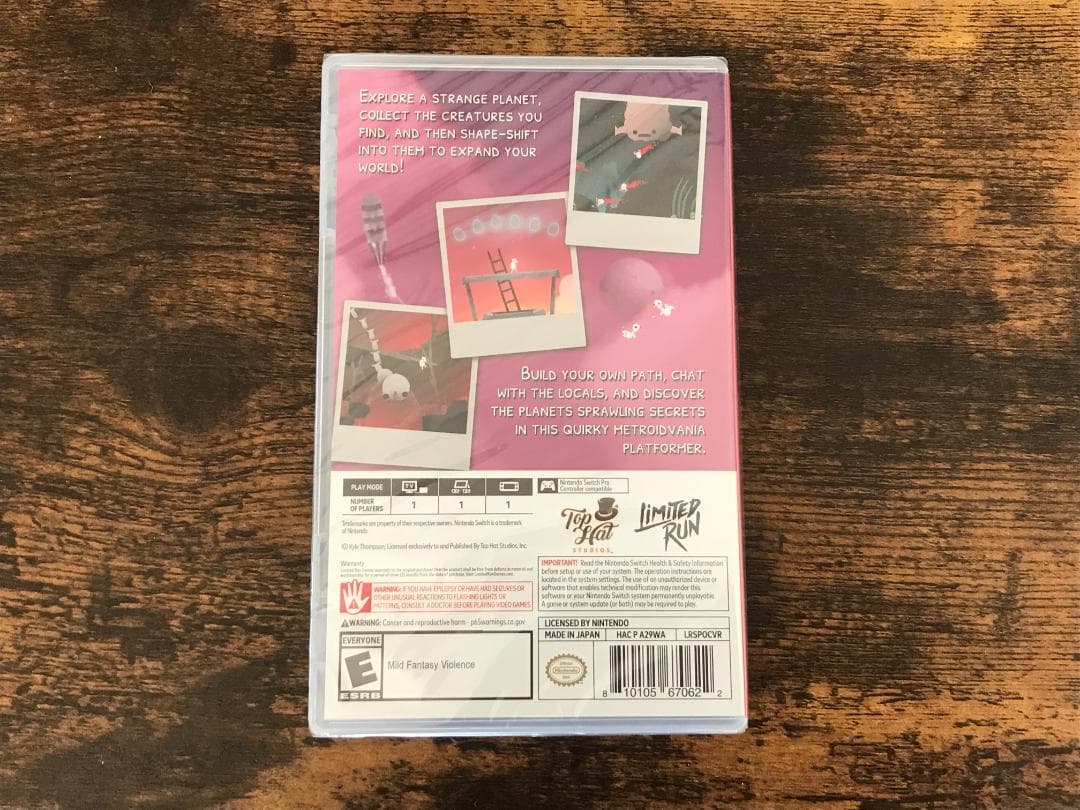 EXPLORE A STRANGE PLANET,
COLLECT THE CREATURES YOU
FIND, AND THEN SHAPE-SHIFT
INTO THEM TO EXPAND YOUR
WORLD!
BUILD YOUR OWN PATH, CHAT
WITH THE LOCALS, AND DISCOVER
THE PLANETS SPRAWLING SECRETS
IN THIS QUIRKY METROIDVANIA
PLATFORMER.
PLAY MODE
TV
NUMBER
OF PLAYERS
1 1 1
Nintendo Switch Pro
Controller compatible
Trademarks are property of their respective owners. Nintendo Switch is a trademark
of Nintendo.
© Kyle Thompson; Licensed exclusively to and Published By Top Hat Studios, Inc.
Warranty
Top
Hat
STUDIOS
LIMITED
RUN
WARNING: IF YOU HAVE EPILEPSY OR HAVE HAD SEIZURES OR
OTHER UNUSUAL REACTIONS TO FLASHING LIGHTS OR
PATTERNS, CONSULT A DOCTOR BEFORE PLAYING VIDEO GAMES
WARNING: Cancer and reproductive harm - p65warnings.ca.gov
IMPORTANT! Read the Nintendo Switch Health & Safety Information
before setup or use of your system. The operation instructions are
located in the system settings. The use of an unauthorized device or
software that enables technical modification may render this
software or your Nintendo Switch system permanently unplayable.
A game or system update (or both) may be required to play.
EVERYONE
E
ESRB
Mild Fantasy Violence
LICENSED BY NINTENDO
MADE IN JAPAN HAC P A29WA LRSPOCVR
Official
Nintendo
Seal
8 10105 67062 2